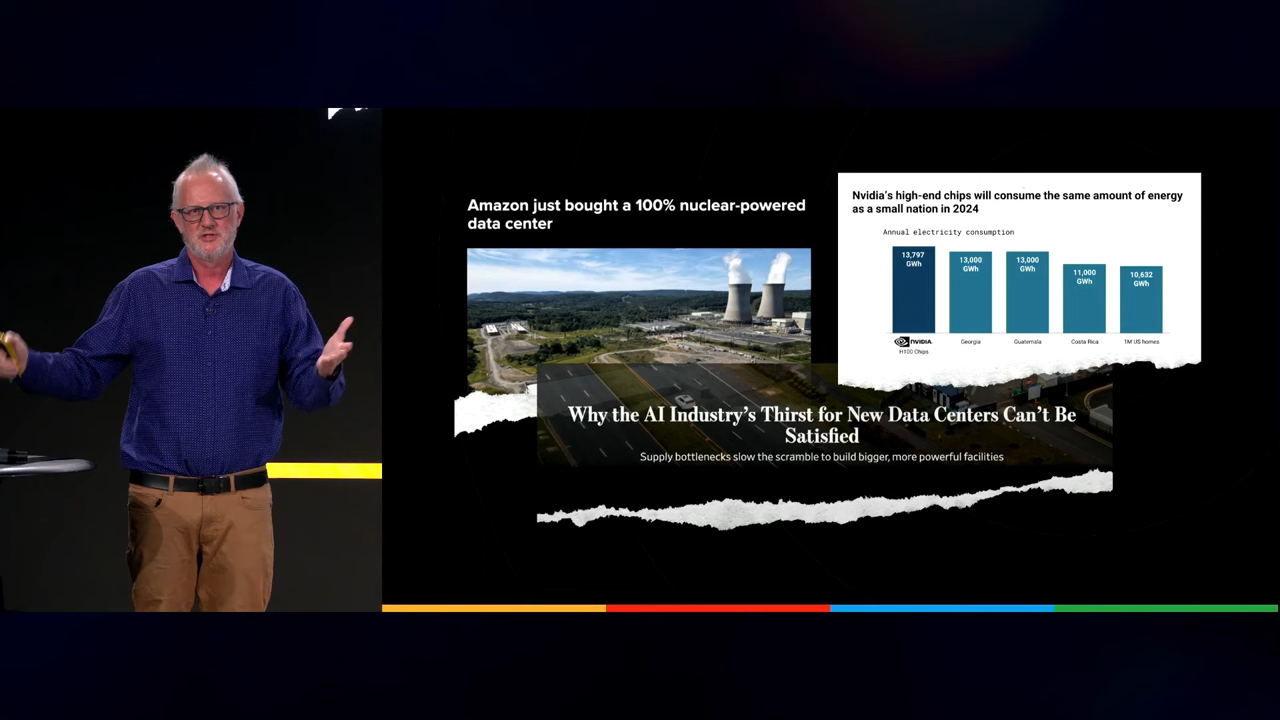 Amazon just bought a 100% nuclear-powered
data center
Nvidia's high-end chips will consume the same amount of energy
as a small nation in 2024
Annual electricity consumption
13,797
GWh
13,000
GWh
13,000
GWh
11,000
GWh
10,632
GWh
NVIDIA.
H100 Chips
Georgia
Guatemala
Costa Rica
1M US homes
Why the AI Industry's Thirst for New Data Centers Can't Be
Satisfied
Supply bottlenecks slow the scramble to build bigger, more powerful facilities